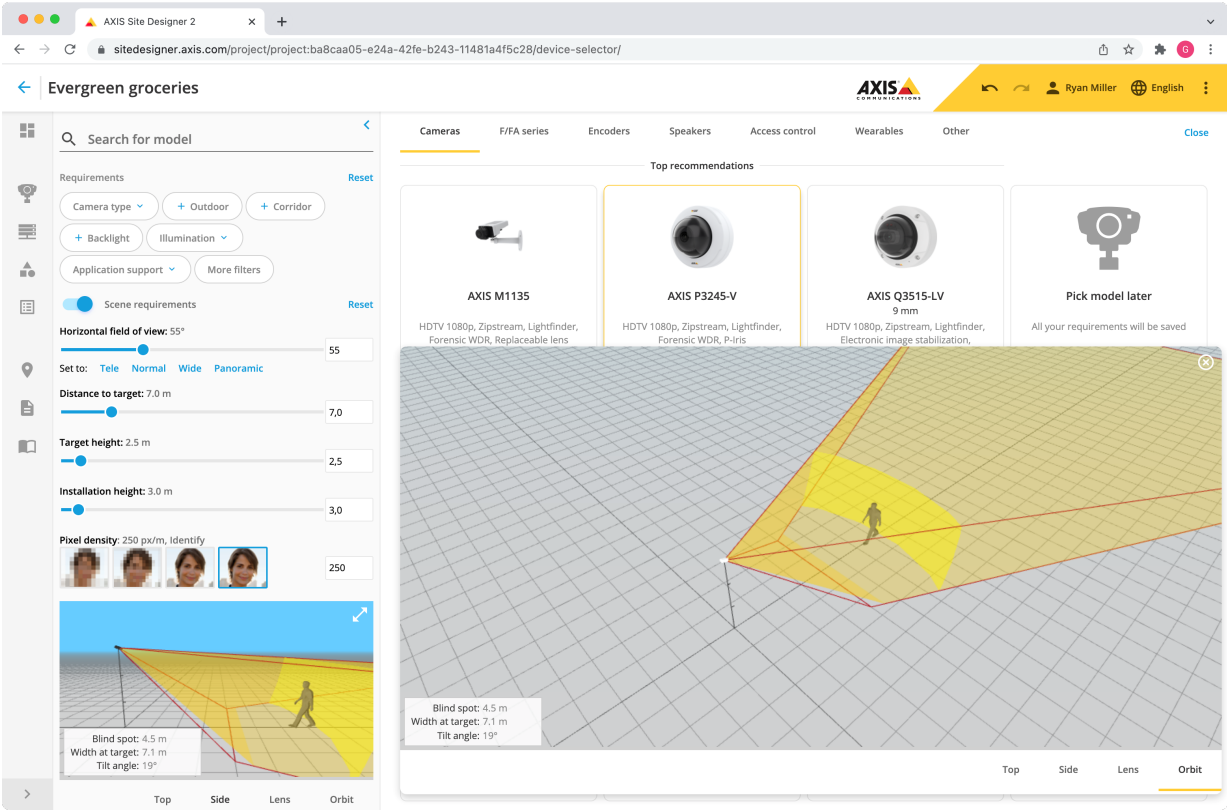 AXIS Site Designer 2
sitedesigner.axis.com/project/project:ba8caa05-e24a-42fe-b243-11481a4f5c28/device-selector/
G
Evergreen groceries
AXIS
COMMUNICATIONS
Ryan Miller
English
Search for model
Requirements
Reset
Camera type
+ Outdoor
+ Corridor
+ Backlight
Illumination
Application support
More filters
Scene requirements
Reset
Horizontal field of view: 55°
55
Set to: Tele Normal Wide Panoramic
Distance to target: 7.0 m
7,0
Target height: 2.5 m
2,5
Installation height: 3.0 m
3,0
Pixel density: 250 px/m, Identify
250
Blind spot: 4.5 m
Width at target: 7.1 m
Tilt angle: 19°
Top Side Lens Orbit
Cameras F/FA series Encoders Speakers Access control Wearables Other
Close
Top recommendations
AXIS M1135
HDTV 1080p, Zipstream, Lightfinder,
Forensic WDR, Replaceable lens
AXIS P3245-V
HDTV 1080p, Zipstream, Lightfinder,
Forensic WDR, P-Iris
AXIS Q3515-LV
9 mm
HDTV 1080p, Zipstream, Lightfinder,
Electronic image stabilization,
Pick model later
All your requirements will be saved
Blind spot: 4.5 m
Width at target: 7.1 m
Tilt angle: 19°
Top Side Lens Orbit